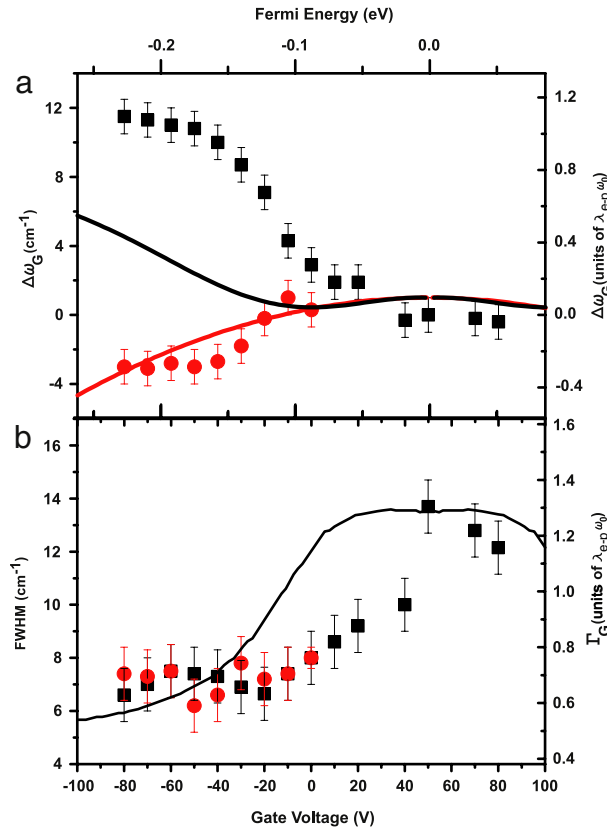 Fermi Energy (eV)
-0.2 -0.1 0.0
a
12
8
4
0
-4
Δω_G(cm⁻¹)
1.2
0.8
0.4
0.0
-0.4
Δω_G(units of λ_e-p ω₀)
b
16
14
12
10
8
6
4
FWHM (cm⁻¹)
1.6
1.4
1.2
1.0
0.8
0.6
0.4
Γ_G(units of λ_e-p ω₀)
-100 -80 -60 -40 -20 0 20 40 60 80 100
Gate Voltage (V)